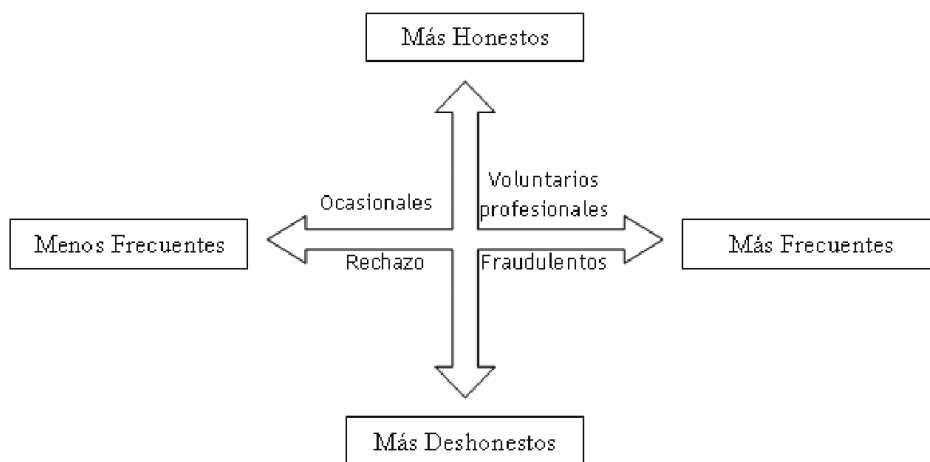 Más Honestos
Voluntarios
Ocasionales
profesionales
Menos Frecuentes
Más Frecuentes
Rechazo
Fraudulentos
Más Deshonestos